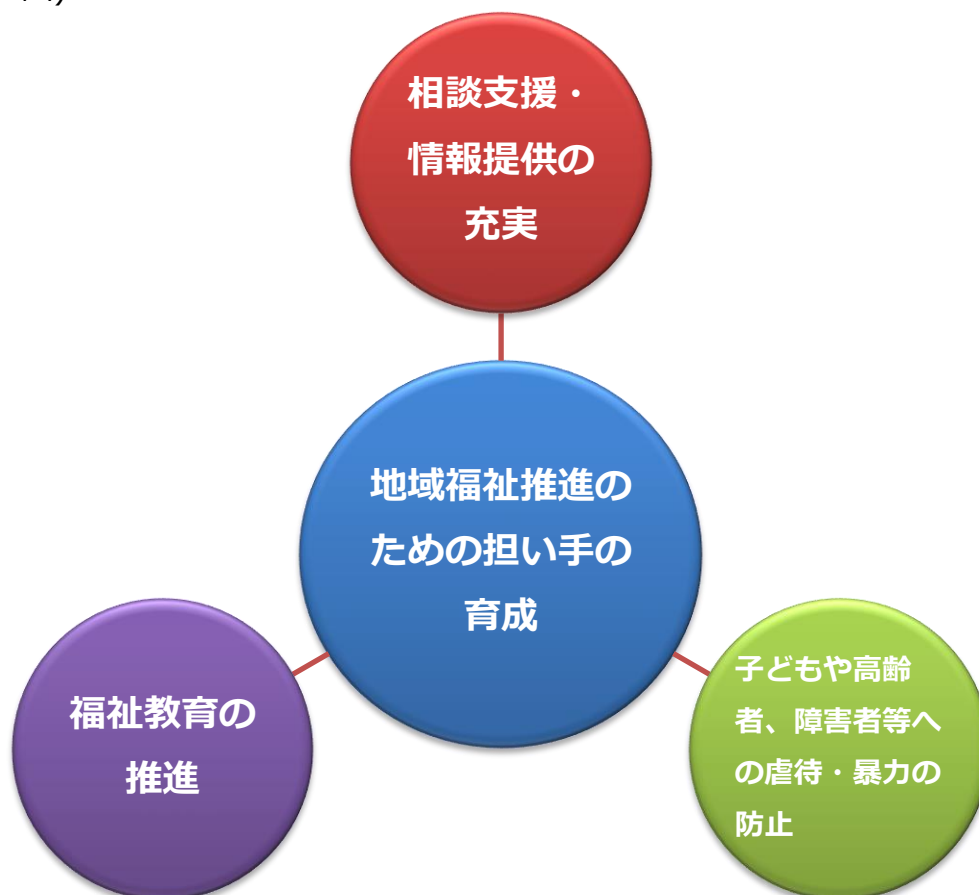 相談支援・
情報提供の
充実
地域福祉推進の
ための担い手の
育成
福祉教育の
推進
子どもや高齢
者、障害者等へ
の虐待・暴力の
防止